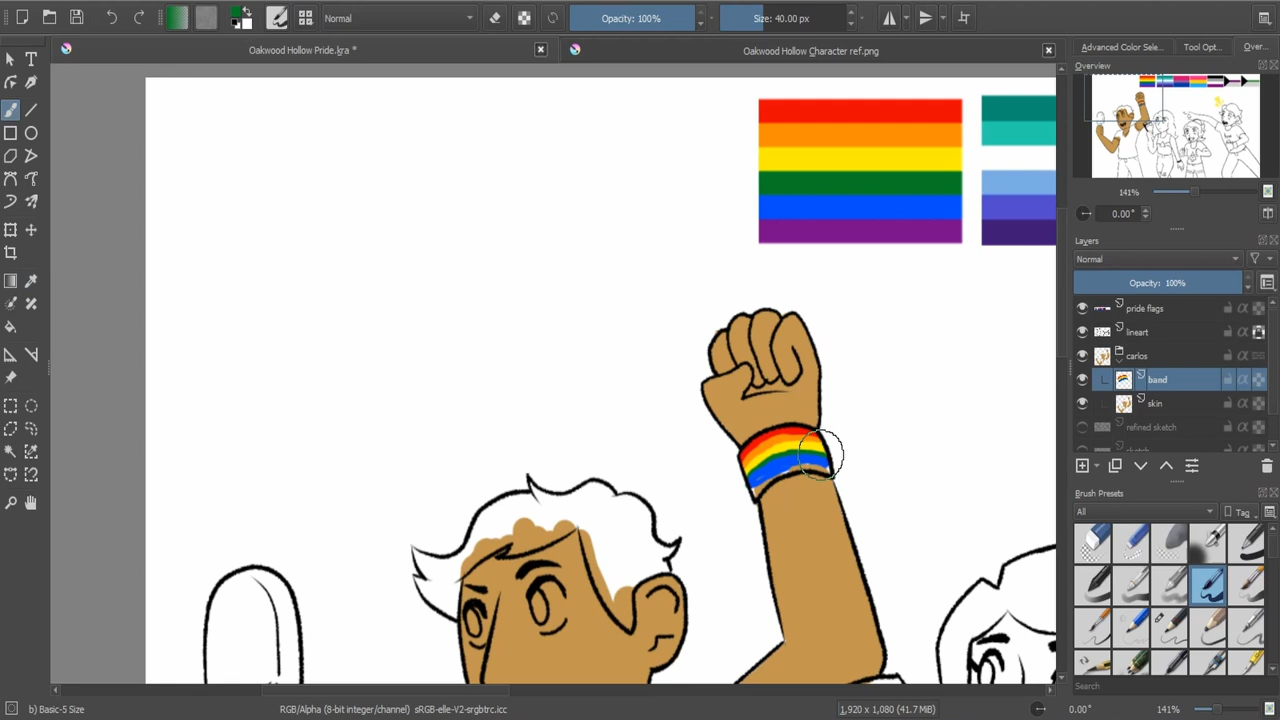 Normal
Opacity: 100%
Size: 40.00 px
Oakwood Hollow Pride.kra *
Oakwood Hollow Character ref.png
Advanced Color Sele...
Tool Opt...
Over...
Overview
141%
0.00°
Layers
Normal
Opacity: 100%
pride flags
lineart
carlos
band
skin
refined sketch
Brush Presets
All
Tag
Search
Basic-5 Size
RGB/Alpha (8-bit integer/channel) sRGB-elle-V2-srgbtrc.icc
1,920 x 1,080 (41.7 MiB)
0.00°
141%